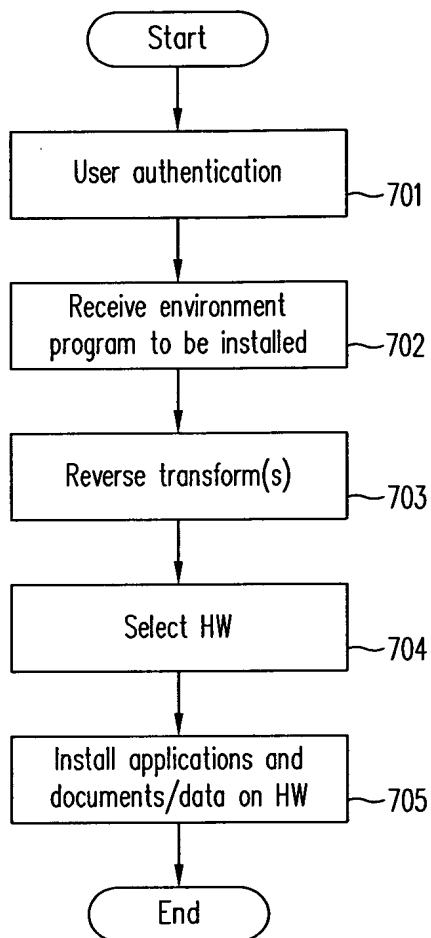 Start
User authentication
701
Receive environment
program to be installed
702
Reverse transform(s)
703
Select HW
704
Install applications and
documents/data on HW
705
End